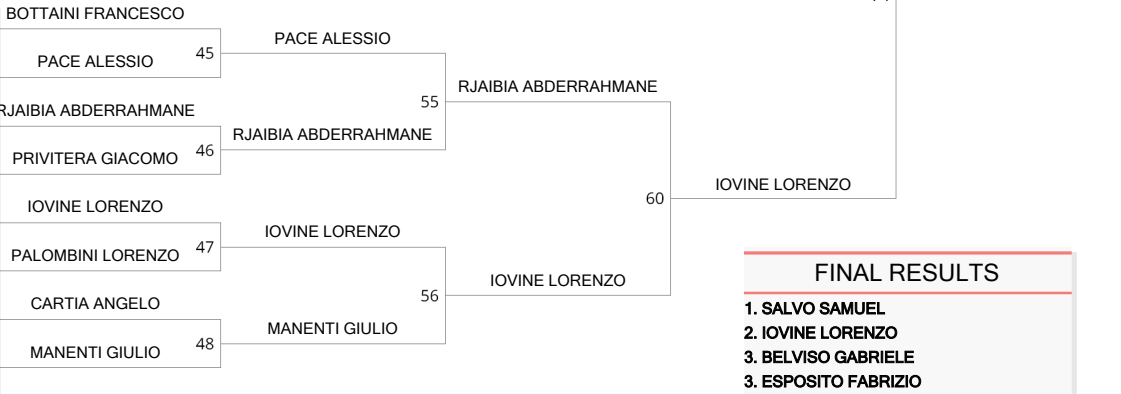 BOTTAINI FRANCESCO
45
PACE ALESSIO
PACE ALESSIO
RJAIBIA ABDERRAHMANE
55
RJAIBIA ABDERRAHMANE
RJAIBIA ABDERRAHMANE
46
PRIVITERA GIACOMO
IOVINE LORENZO
60
IOVINE LORENZO
47
IOVINE LORENZO
PALOMBINI LORENZO
IOVINE LORENZO
56
CARTIA ANGELO
MANENTI GIULIO
48
MANENTI GIULIO
FINAL RESULTS
1. SALVO SAMUEL
2. IOVINE LORENZO
3. BELVISO GABRIELE
3. ESPOSITO FABRIZIO